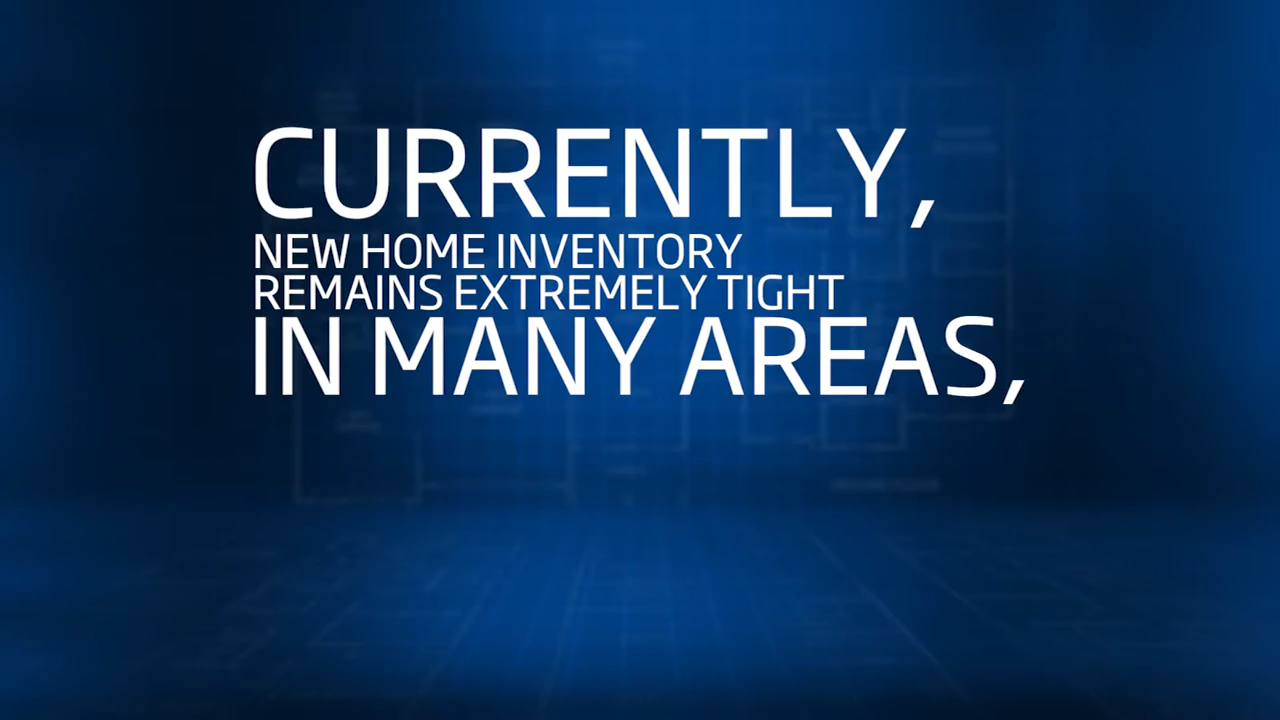 CURRENTLY,
NEW HOME INVENTORY
REMAINS EXTREMELY TIGHT
IN MANY AREAS,